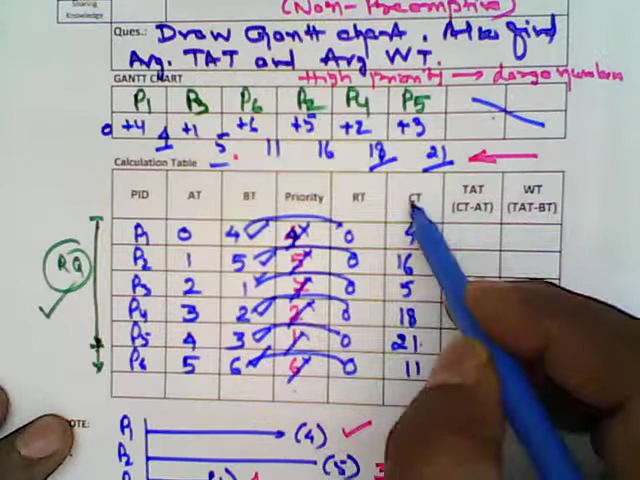 Sharing
Knowledge
(Non-Preemptive)
Ques.: Draw Gantt chart. Also find
Avg. TAT and Avg WT.
GANTT CHART High priority → Large number
P1 P3 P6 P2 P4 P5
0 +4 +1 +6 +5 +2 +3
4 5 11 16 18 21
Calculation Table
PID AT BT Priority RT CT TAT (CT-AT) WT (TAT-BT)
P1 0 4 4 0 4
P2 1 5 5 0 16
RQ
P3 2 1 7 0 5
P4 3 2 2 0 18
P5 4 3 1 0 21
P6 5 6 6 0 11
OTE:
P1 (4)
P2 (5)